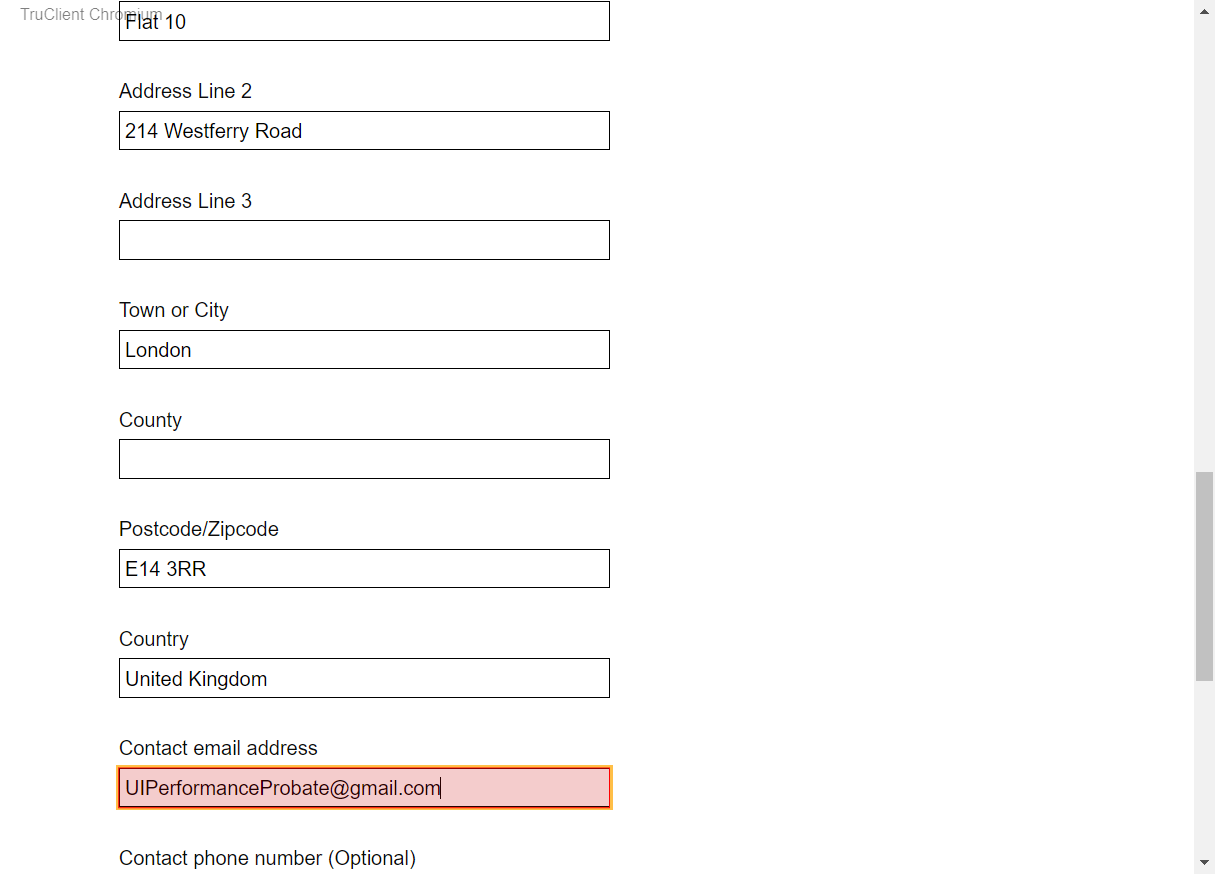 TruClient Chromium
Flat 10
Address Line 2
214 Westferry Road
Address Line 3
Town or City
London
County
Postcode/Zipcode
E14 3RR
Country
United Kingdom
Contact email address
UIPerformanceProbate@gmail.com
Contact phone number (Optional)